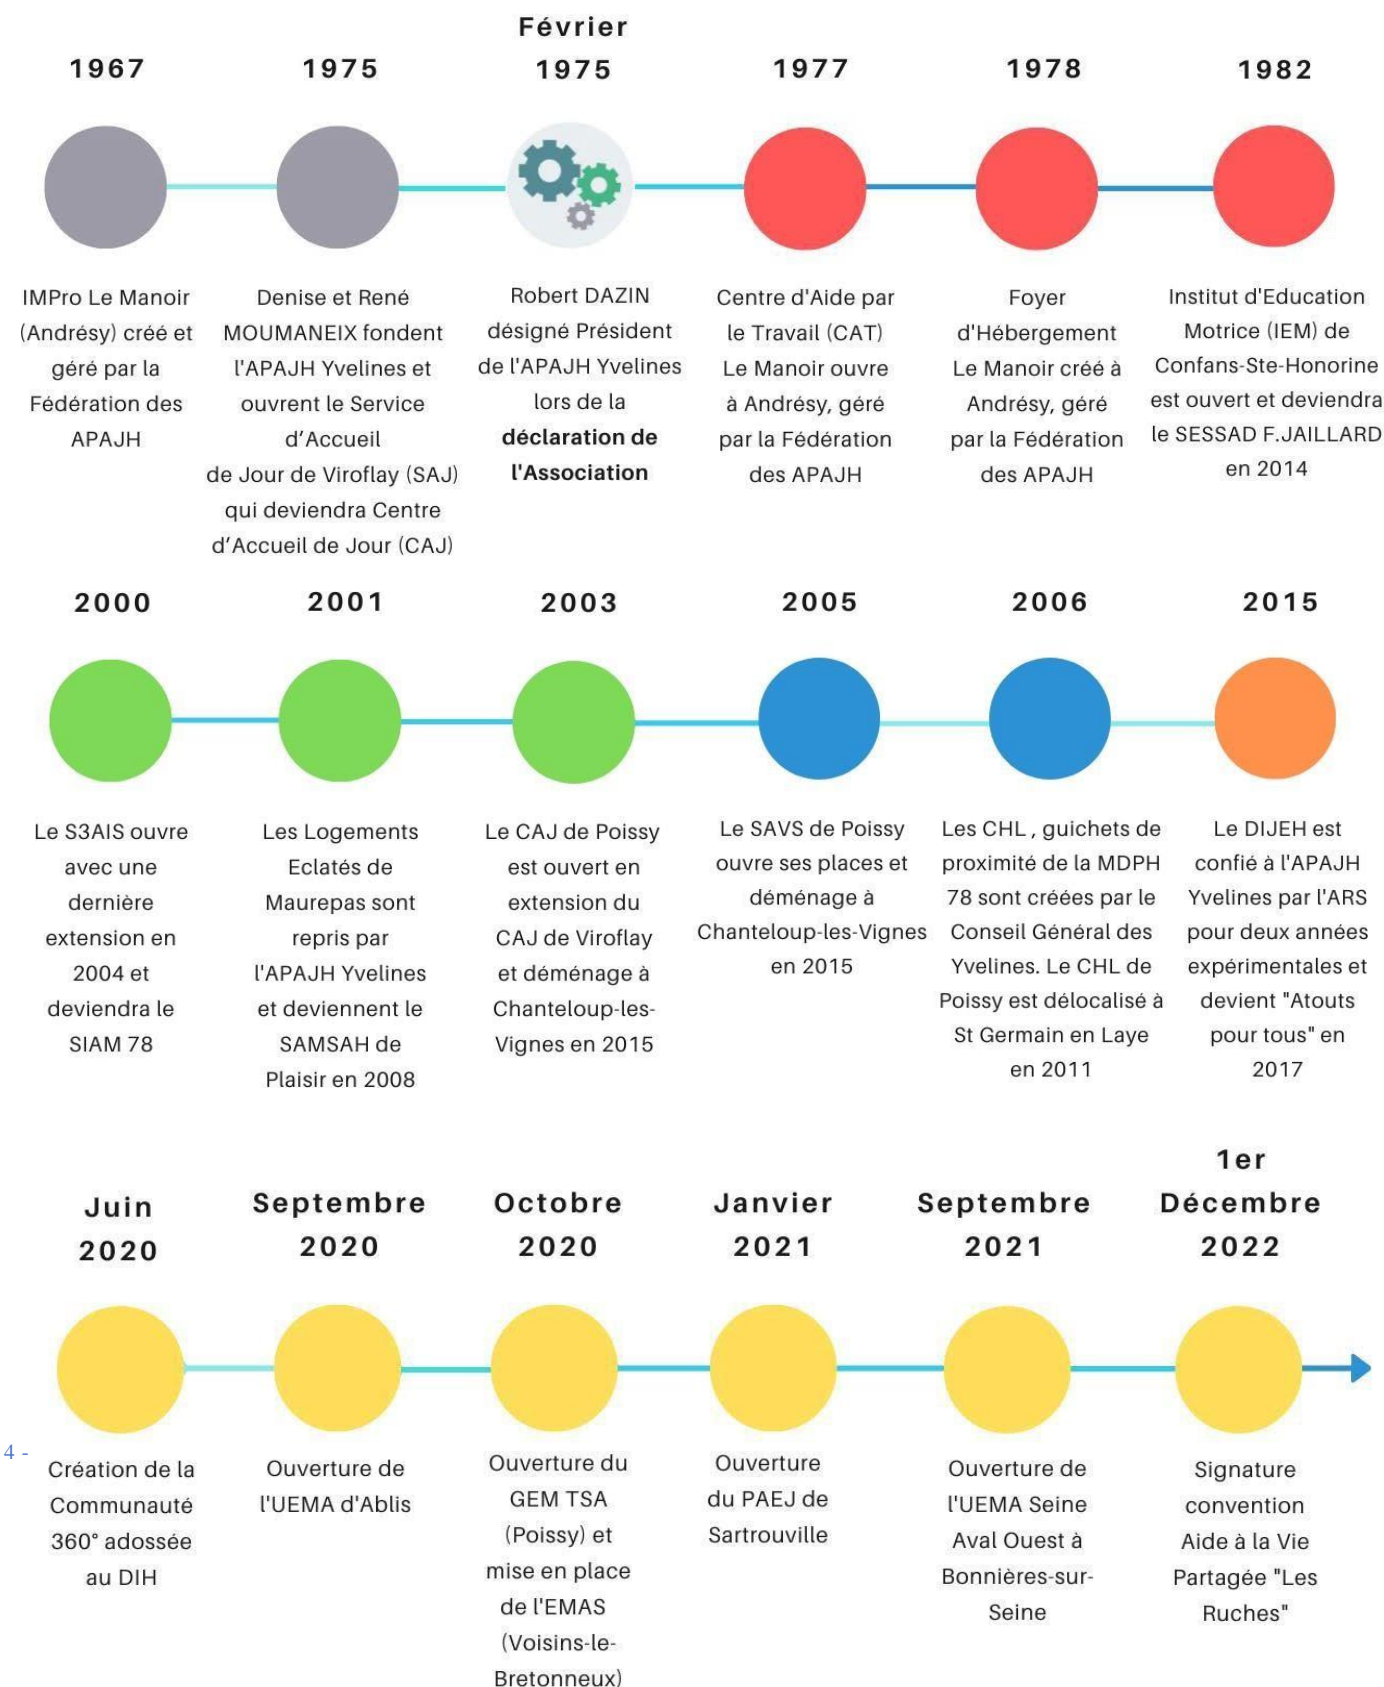 1967
IMPro Le Manoir
(Andrésy) créé et
géré par la
Fédération des
APAJH
1975
Denise et René
MOUMANEIX fondent
l'APAJH Yvelines et
ouvrent le Service
d’Accueil
de Jour de Viroflay (SAJ)
qui deviendra Centre
d’Accueil de Jour (CAJ)
Février
1975
Robert DAZIN
désigné Président
de l'APAJH Yvelines
lors de la
déclaration de
l'Association
1977
Centre d'Aide par
le Travail (CAT)
Le Manoir ouvre
à Andrésy, géré
par la Fédération
des APAJH
1978
Foyer
d'Hébergement
Le Manoir créé à
Andrésy, géré
par la Fédération
des APAJH
1982
Institut d'Education
Motrice (IEM) de
Confans-Ste-Honorine
est ouvert et deviendra
le SESSAD F.JAILLARD
en 2014
2000
Le S3AIS ouvre
avec une
dernière
extension en
2004 et
deviendra le
SIAM 78
2001
Les Logements
Eclatés de
Maurepas sont
repris par
l'APAJH Yvelines
et deviennent le
SAMSAH de
Plaisir en 2008
2003
Le CAJ de Poissy
est ouvert en
extension du
CAJ de Viroflay
et déménage à
Chanteloup-les-
Vignes en 2015
2005
Le SAVS de Poissy
ouvre ses places et
déménage à
Chanteloup-les-Vignes
en 2015
2006
Les CHL , guichets de
proximité de la MDPH
78 sont créées par le
Conseil Général des
Yvelines. Le CHL de
Poissy est délocalisé à
St Germain en Laye
en 2011
2015
Le DIJEH est
confié à l'APAJH
Yvelines par l'ARS
pour deux années
expérimentales et
devient "Atouts
pour tous" en
2017
Juin
2020
Création de la
Communauté
360° adossée
au DIH
Septembre
2020
Ouverture de
l'UEMA d'Ablis
Octobre
2020
Ouverture du
GEM TSA
(Poissy) et
mise en place
de l'EMAS
(Voisins-le-
Bretonneux)
Janvier
2021
Ouverture
du PAEJ de
Sartrouville
Septembre
2021
Ouverture de
l'UEMA Seine
Aval Ouest à
Bonnières-sur-
Seine
1er
Décembre
2022
Signature
convention
Aide à la Vie
Partagée "Les
Ruches"
4 -